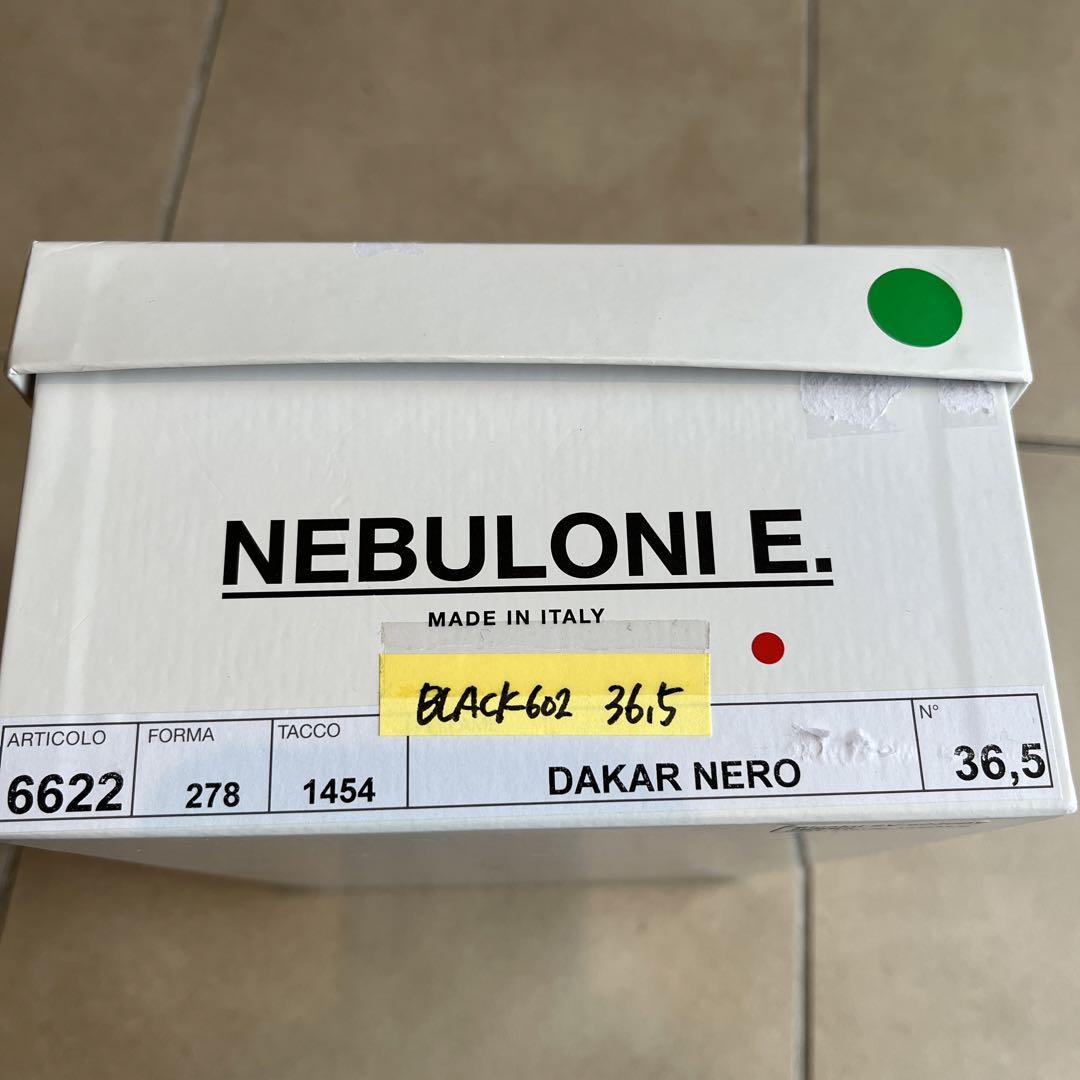 NEBULONI E.
MADE IN ITALY
BLACK602 36,5
ARTICOLO FORMA TACCO N°
6622 278 1454 DAKAR NERO 36,5